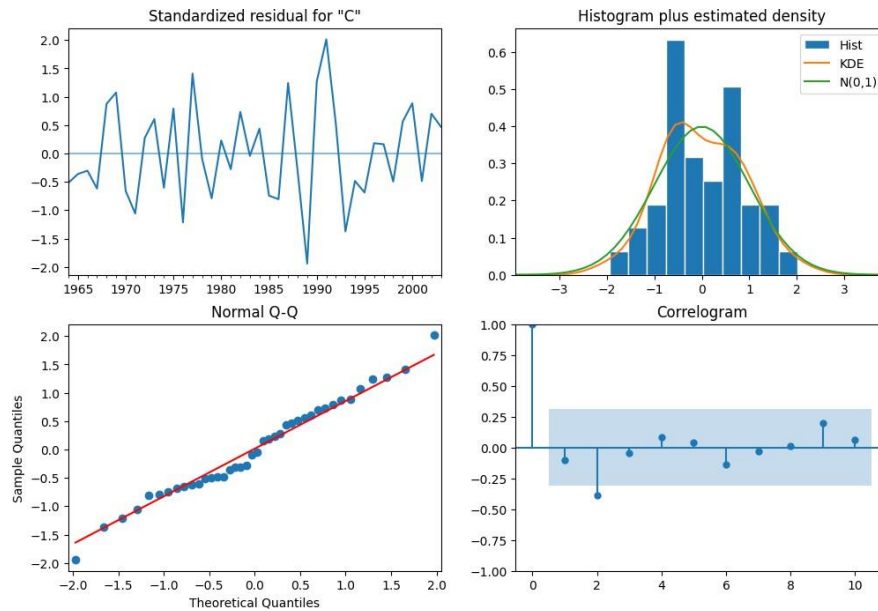 Standardized residual for "C"
2.0
1.5
1.0
0.5
0.0
−0.5
−1.0
−1.5
−2.0
1965 1970 1975 1980 1985 1990 1995 2000
Histogram plus estimated density
0.6
0.5
0.4
0.3
0.2
0.1
0.0
Hist
KDE
N(0,1)
−3 −2 −1 0 1 2 3
Normal Q-Q
Sample Quantiles
2.0
1.5
1.0
0.5
0.0
−0.5
−1.0
−1.5
−2.0
−2.0 −1.5 −1.0 −0.5 0.0 0.5 1.0 1.5 2.0
Theoretical Quantiles
Correlogram
1.00
0.75
0.50
0.25
0.00
−0.25
−0.50
−0.75
−1.00
0 2 4 6 8 10